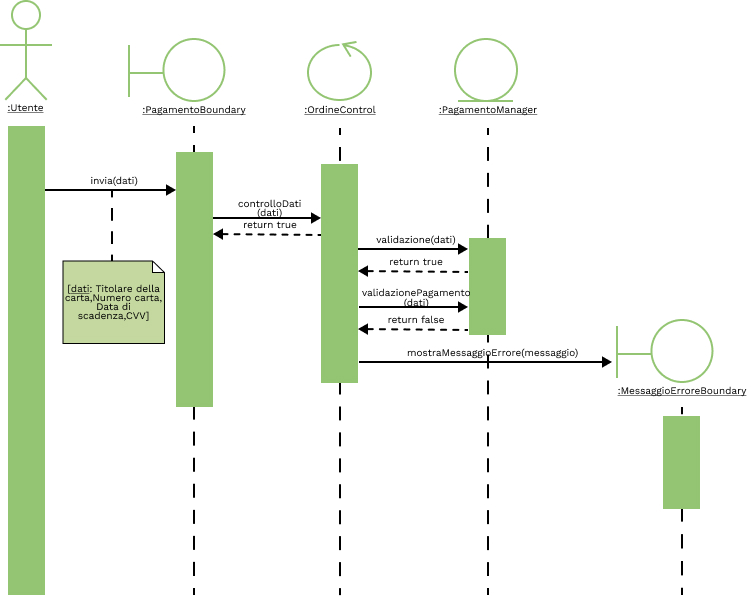 :Utente
:PagamentoBoundary
:OrdineControl
:PagamentoManager
invia(dati)
controlloDati
(dati)
return true
validazione(dati)
return true
[dati: Titolare della
carta,Numero carta,
Data di
scadenza,CVV]
validazionePagamento
(dati)
return false
mostraMessaggioErrore(messaggio)
:MessaggioErroreBoundary